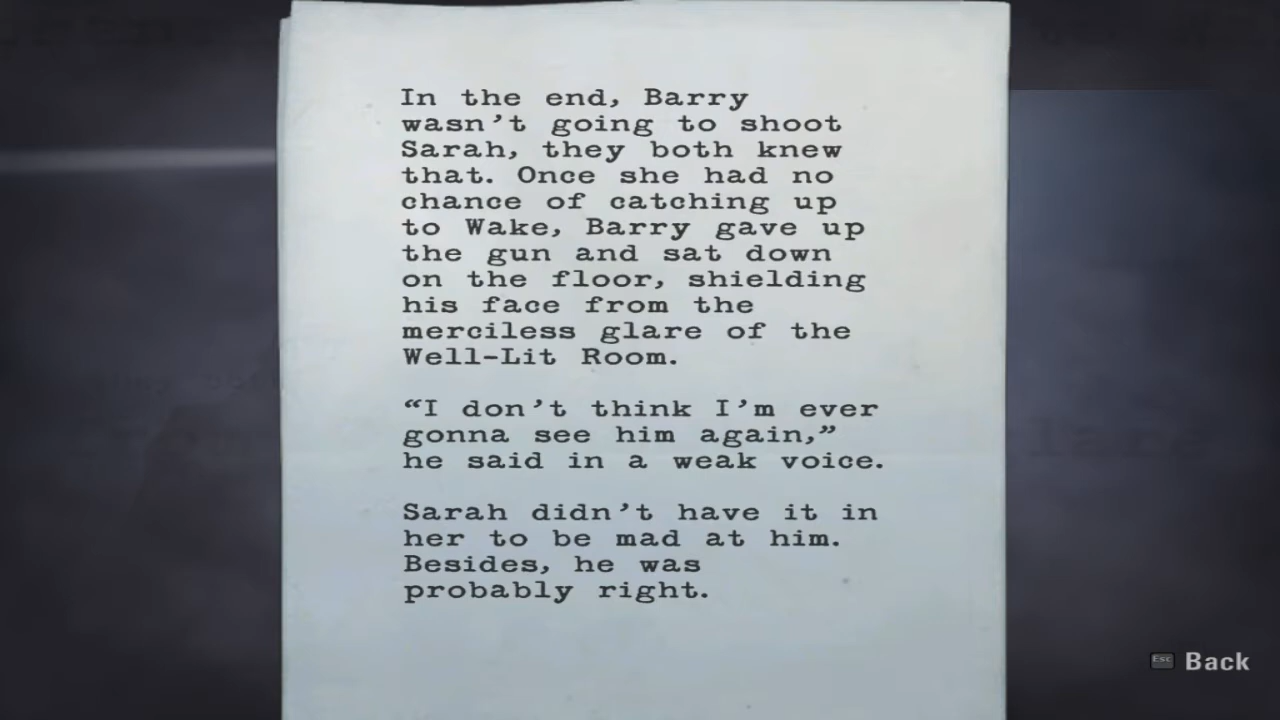 In the end, Barry
wasn't going to shoot
Sarah, they both knew
that. Once she had no
chance of catching up
to Wake, Barry gave up
the gun and sat down
on the floor, shielding
his face from the
merciless glare of the
Well-Lit Room.
“I don't think I'm ever
gonna see him again,”
he said in a weak voice.
Sarah didn't have it in
her to be mad at him.
Besides, he was
probably right.
Esc Back